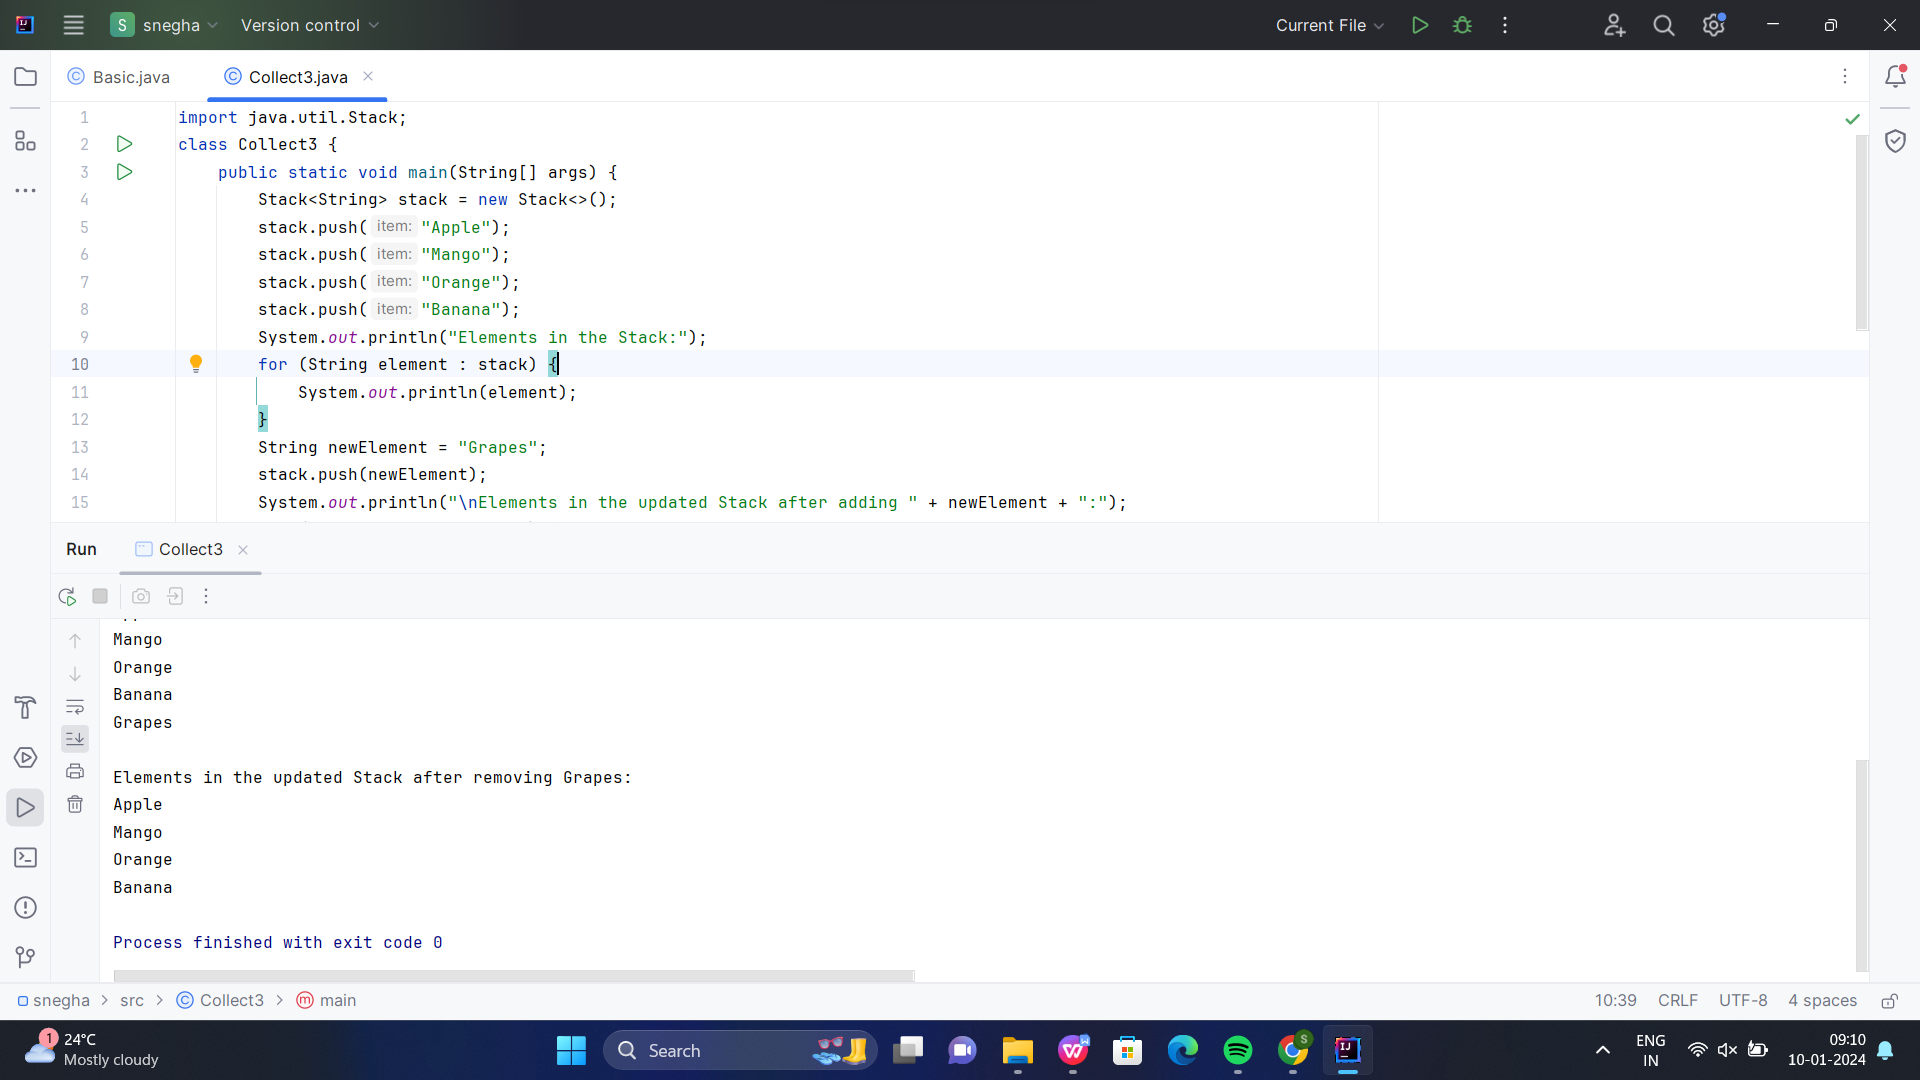 S snegha Version control Current File
Basic.java Collect3.java
1 import java.util.Stack;
2 class Collect3 {
3 public static void main(String[] args) {
4 Stack<String> stack = new Stack<>();
5 stack.push( item: "Apple");
6 stack.push( item: "Mango");
7 stack.push( item: "Orange");
8 stack.push( item: "Banana");
9 System.out.println("Elements in the Stack:");
10 for (String element : stack) {
11 System.out.println(element);
12 }
13 String newElement = "Grapes";
14 stack.push(newElement);
15 System.out.println("\nElements in the updated Stack after adding " + newElement + ":");
Run Collect3
Mango
Orange
Banana
Grapes
Elements in the updated Stack after removing Grapes:
Apple
Mango
Orange
Banana
Process finished with exit code 0
snegha > src > Collect3 > main 10:39 CRLF UTF-8 4 spaces
1 24°C
Mostly cloudy
Search
ENG
IN
09:10
10-01-2024